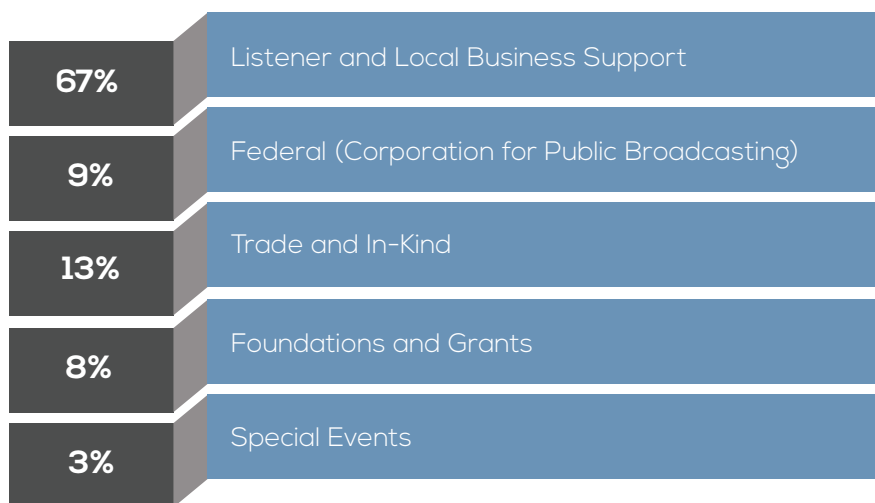 67%
Listener and Local Business Support
9%
Federal (Corporation for Public Broadcasting)
13%
Trade and In-Kind
8%
Foundations and Grants
3%
Special Events